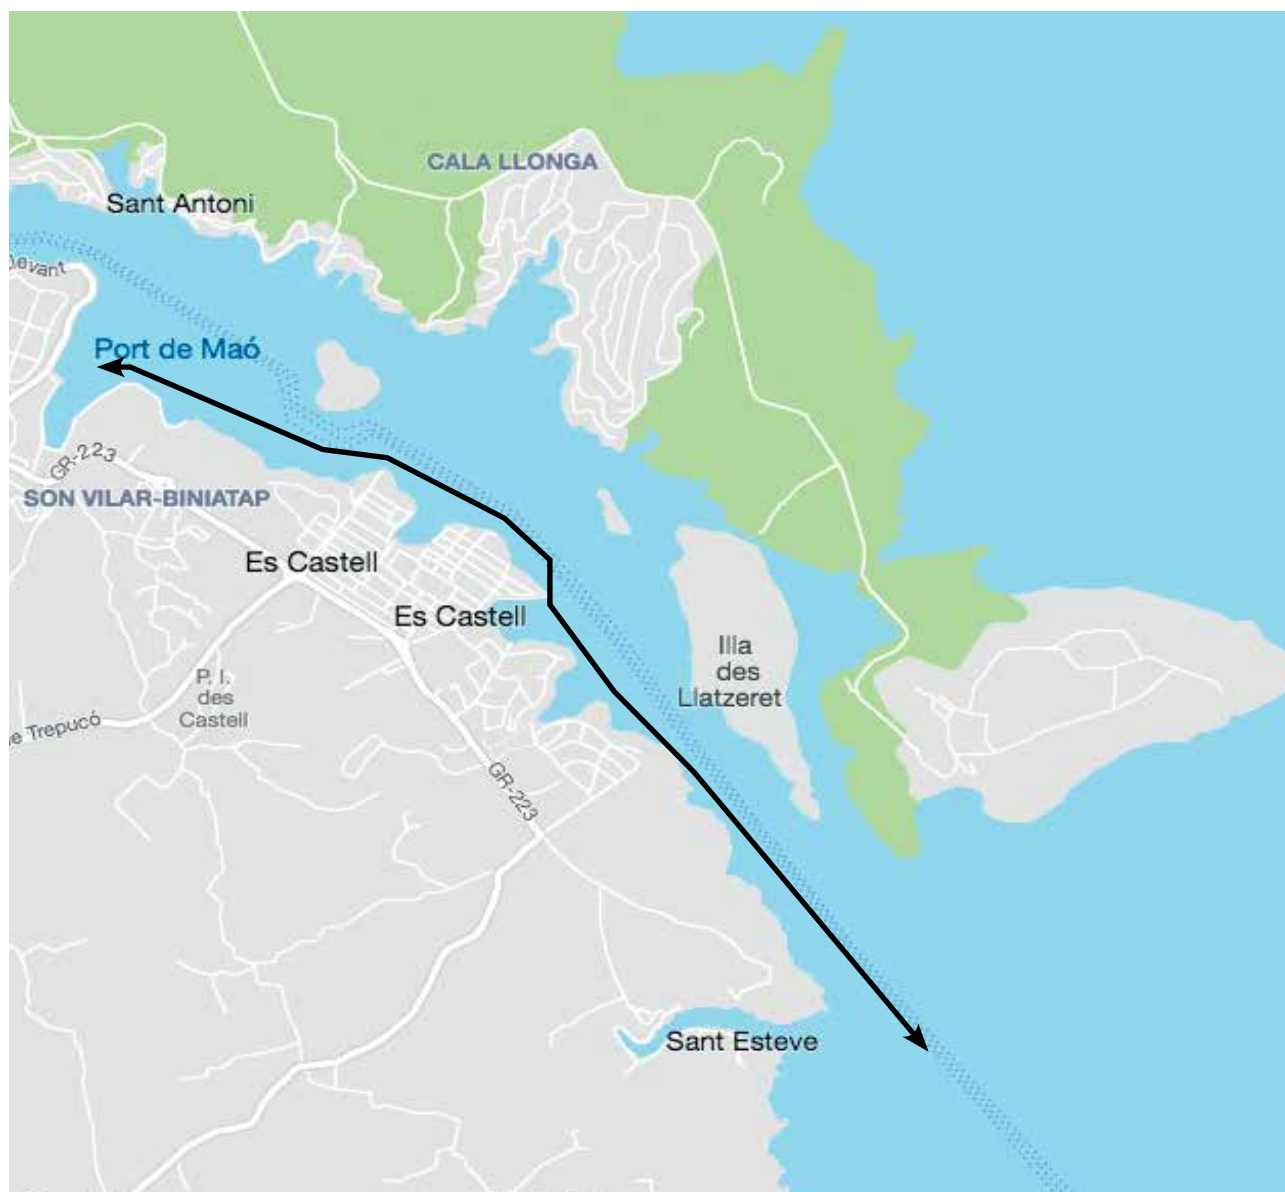 CALA LLONGA
Sant Antoni
Port de Maó
GR-223
SON VILAR-BINIATAP
Es Castell
Es Castell
Illa
des
Llatzeret
P. I.
des
Castell
e Trepucó
GR-223
Sant Esteve